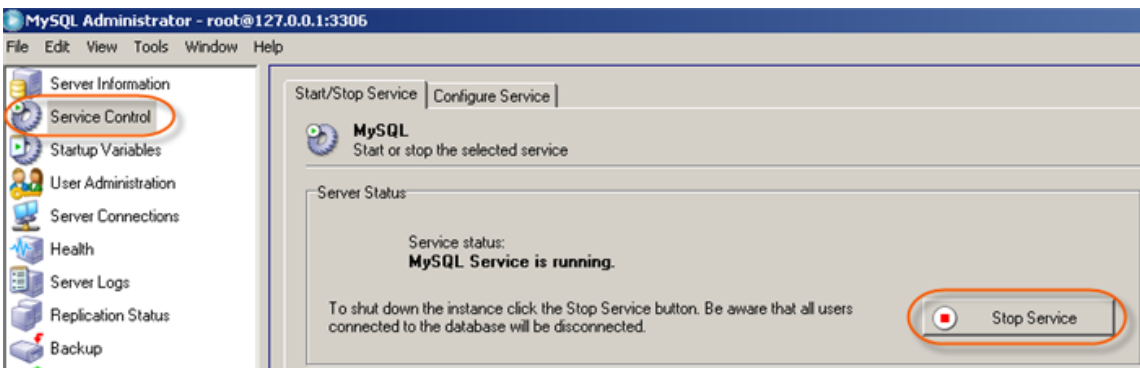 MySQL Administrator - root@127.0.0.1:3306
File Edit View Tools Window Help
Server Information
Service Control
Startup Variables
User Administration
Server Connections
Health
Server Logs
Replication Status
Backup
Start/Stop Service Configure Service
MySQL
Start or stop the selected service
Server Status
Service status:
MySQL Service is running.
To shut down the instance click the Stop Service button. Be aware that all users
connected to the database will be disconnected.
Stop Service